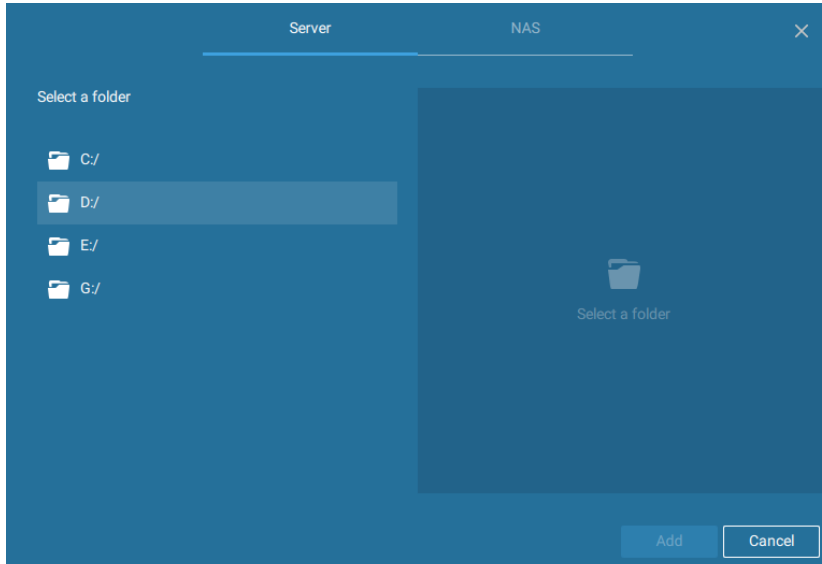 Server
NAS
Select a folder
C:/
D:/
E:/
G:/
Select a folder
Add
Cancel